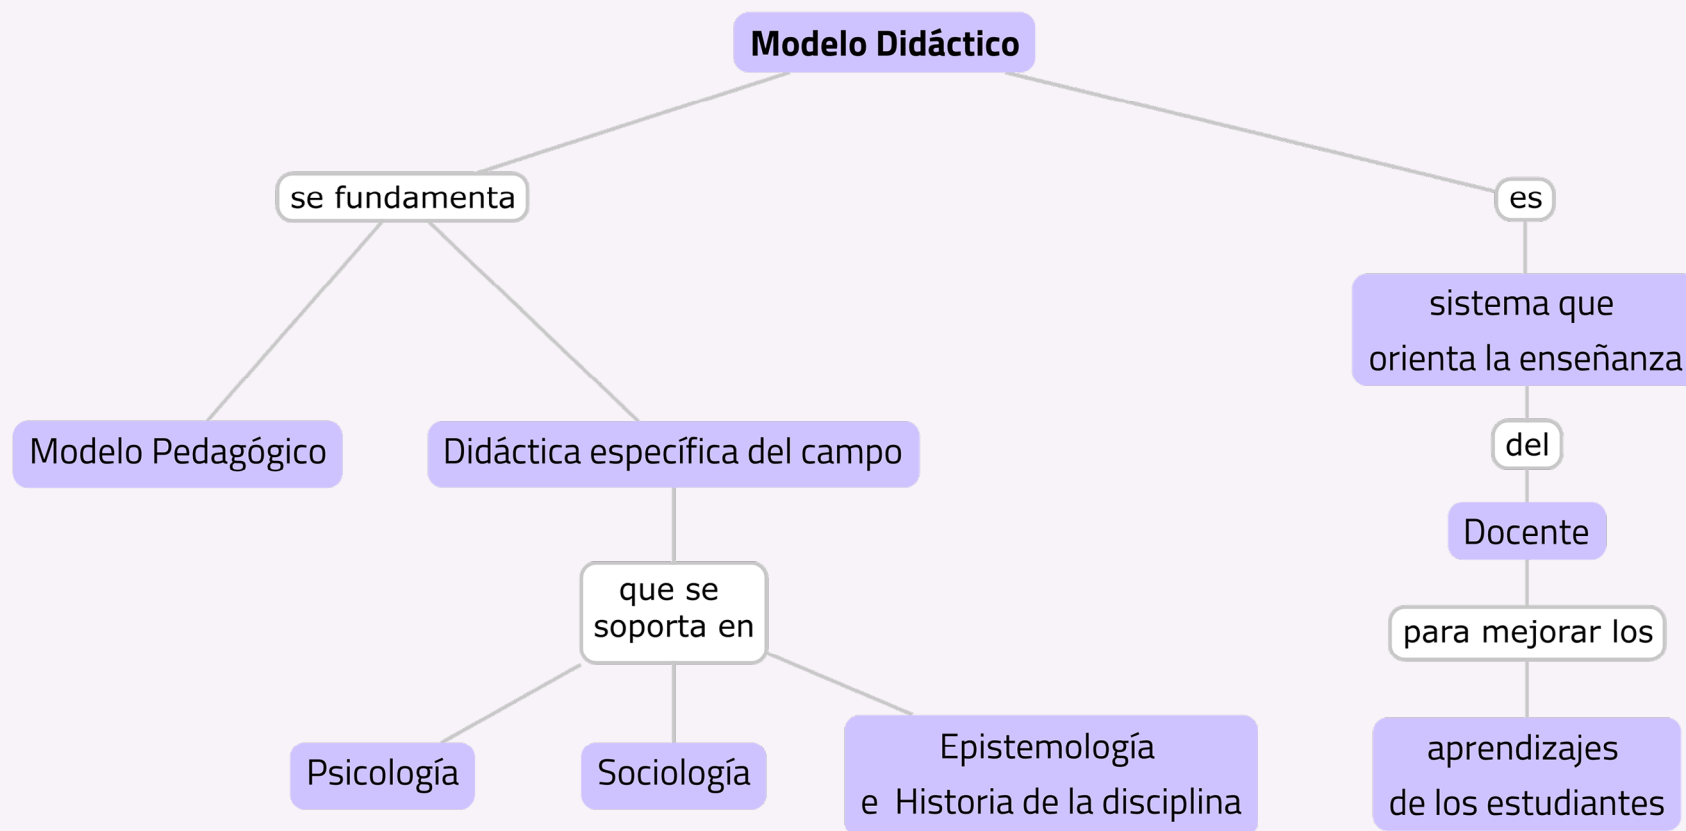 Modelo Didáctico
se fundamenta
es
sistema que
orienta la enseñanza
Modelo Pedagógico
Didáctica específica del campo
del
Docente
que se
soporta en
para mejorar los
Psicología
Sociología
Epistemología
e Historia de la disciplina
aprendizajes
de los estudiantes